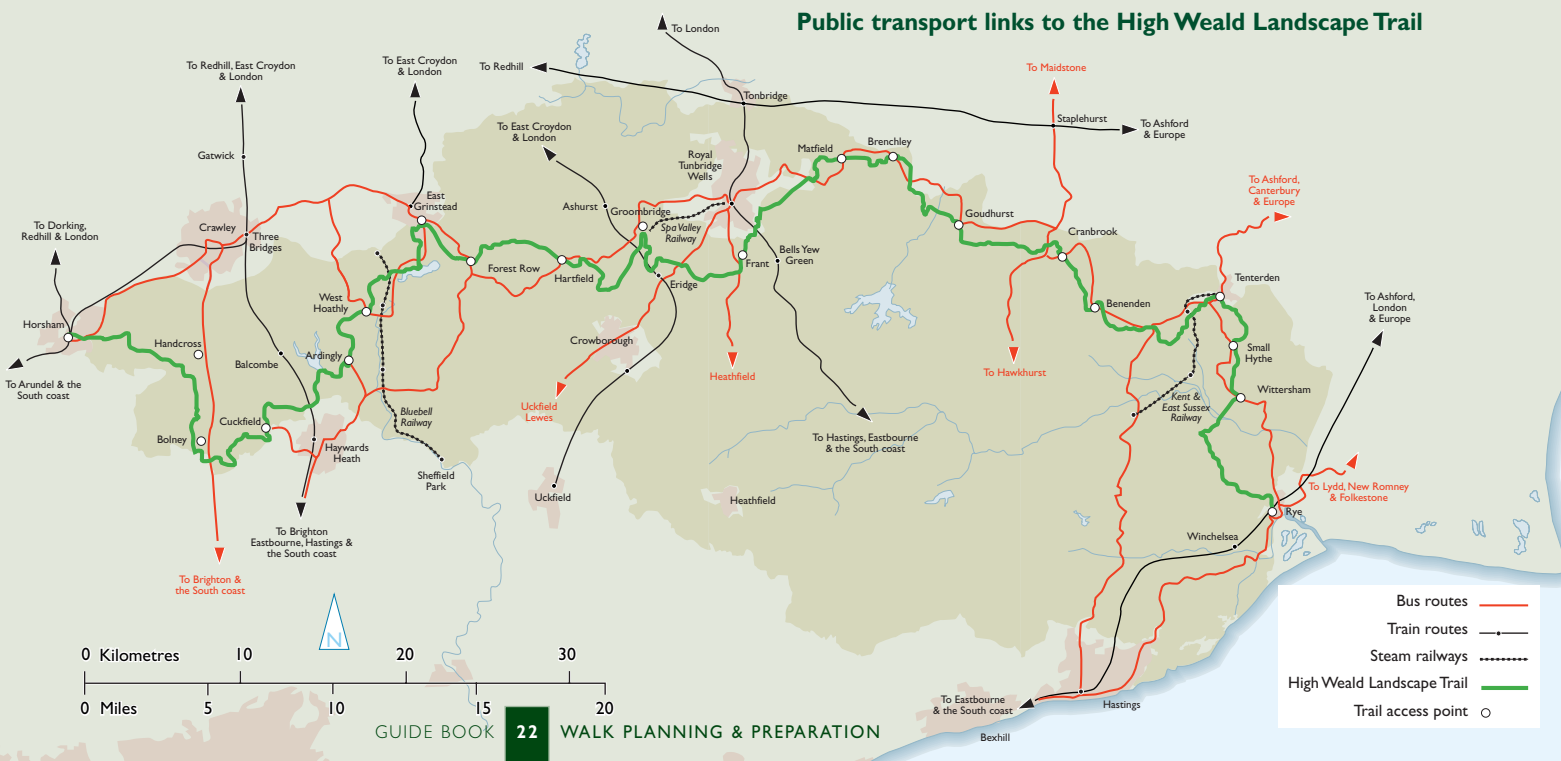 Public transport links to the High Weald Landscape Trail
To London
To Redhill, East Croydon
& London
To East Croydon
& London
To Redhill
To Maidstone
Tonbridge
Staplehurst
To Ashford
& Europe
To East Croydon
& London
Gatwick
Royal
Tunbridge
Wells
Matfield
Brenchley
To Ashford,
Canterbury
& Europe
East
Grinstead
Ashurst
Groombridge
Spa Valley
Railway
Goudhurst
To Dorking,
Redhill & London
Crawley
Three
Bridges
Cranbrook
Forest Row
Hartfield
Eridge
Frant
Bells Yew
Green
Tenterden
West
Hoathly
Benenden
To Ashford,
London
& Europe
Horsham
Handcross
Balcombe
Ardingly
Crowborough
Small
Hythe
To Arundel & the
South coast
Heathfield
To Hawkhurst
Wittersham
Uckfield
Lewes
Kent &
East Sussex
Railway
Cuckfield
Bolney
Bluebell
Railway
Haywards
Heath
To Hastings, Eastbourne
& the South coast
Sheffield
Park
Uckfield
Heathfield
To Lydd, New Romney
& Folkestone
Rye
To Brighton
Eastbourne, Hastings &
the South coast
Winchelsea
To Brighton &
the South coast
N
Bus routes
Train routes
Steam railways
High Weald Landscape Trail
Trail access point
0 Kilometres 10 20 30
0 Miles 5 10 15 20
To Eastbourne
& the South coast
Hastings
Bexhill
GUIDE BOOK 22 WALK PLANNING & PREPARATION